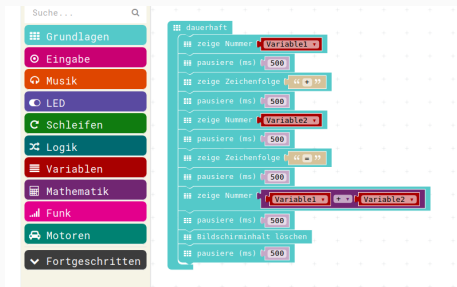 Suche...
Grundlagen
Eingabe
Musik
LED
Schleifen
Logik
Variablen
Mathematik
Funk
Motoren
Fortgeschritten
dauerhaft
zeige Nummer Variable1
pausiere (ms) 500
zeige Zeichenfolge " + "
pausiere (ms) 500
zeige Nummer Variable2
pausiere (ms) 500
zeige Zeichenfolge " = "
pausiere (ms) 500
zeige Nummer Variable1 + Variable2
pausiere (ms) 500
Bildschirminhalt löschen
pausiere (ms) 500